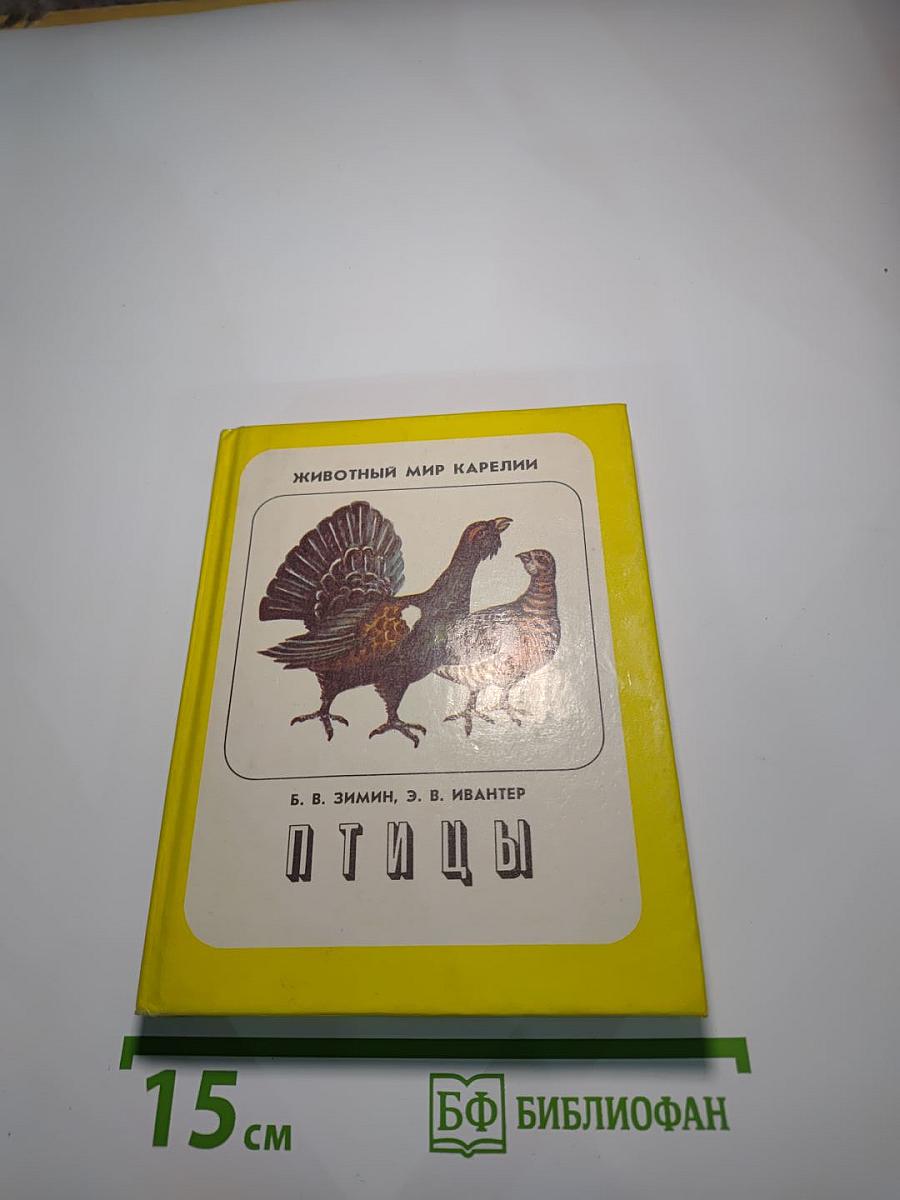 ЖИВОТНЫЙ МИР КАРЕЛИИ
Б. В. ЗИМИН, Э. В. ИВАНТЕР
ПТИЦЫ
15 см
БФ БИБЛИОФАН